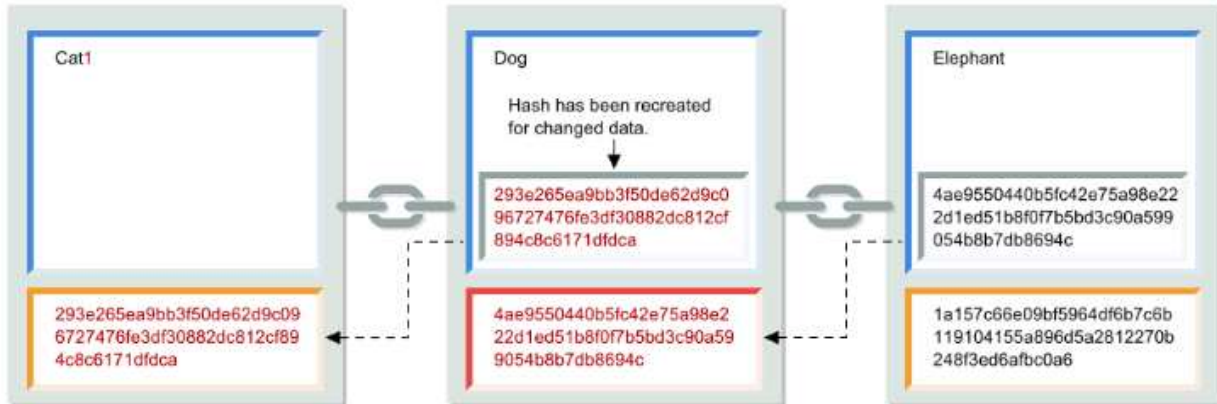 Cat1
293e265ea9bb3f50de62d9c09
6727476fe3df30882dc812cf89
4c8c6171dfdca
Dog
Hash has been recreated
for changed data.
293e265ea9bb3f50de62d9c0
96727476fe3df30882dc812cf
894c8c6171dfdca
4ae9550440b5fc42e75a98e2
22d1ed51b8f0f7b5bd3c90a59
9054b8b7db8694c
Elephant
4ae9550440b5fc42e75a98e22
2d1ed51b8f0f7b5bd3c90a599
054b8b7db8694c
1a157c66e09bf5964df6b7c6b
119104155a896d5a2812270b
248f3ed6afbc0a6